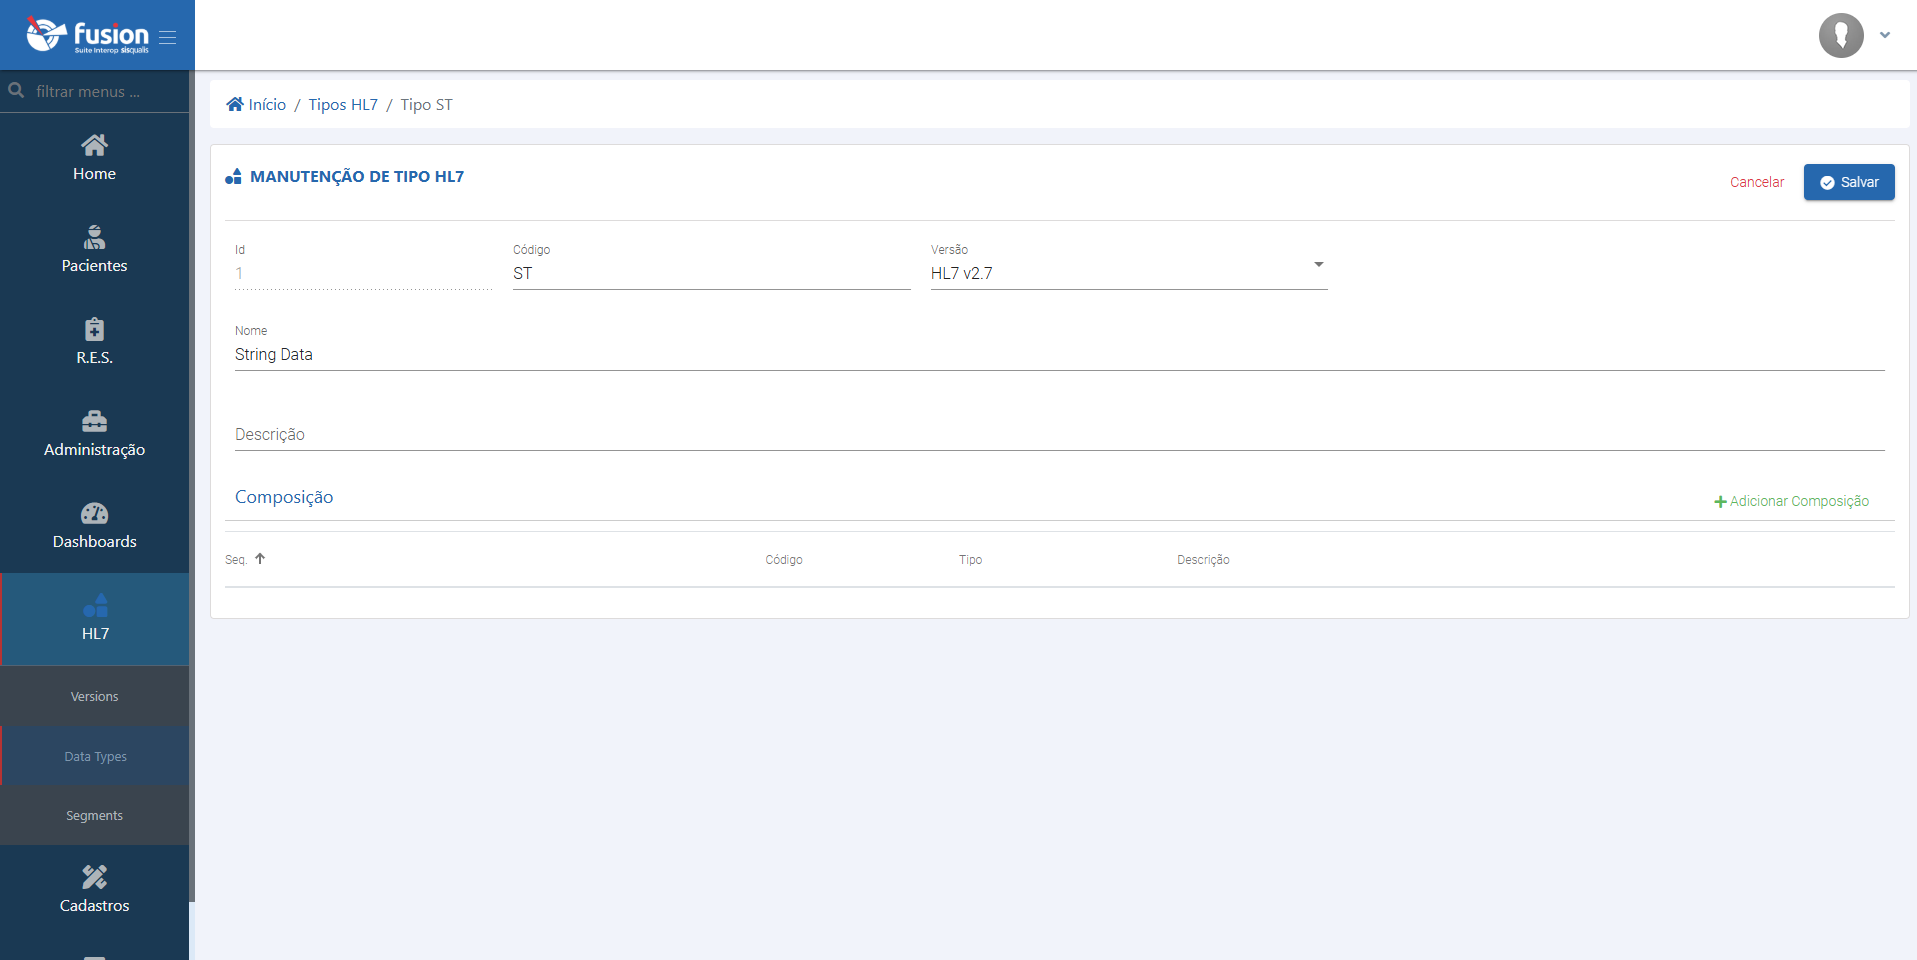 fusion
Suite Interop sisqualis
filtrar menus ...
Home
Pacientes
R.E.S.
Administração
Dashboards
HL7
Versions
Data Types
Segments
Cadastros
Início / Tipos HL7 / Tipo ST
MANUTENÇÃO DE TIPO HL7
Cancelar
Salvar
Id
1
Código
ST
Versão
HL7 v2.7
Nome
String Data
Descrição
Composição
Adicionar Composição
Seq. Código Tipo Descrição